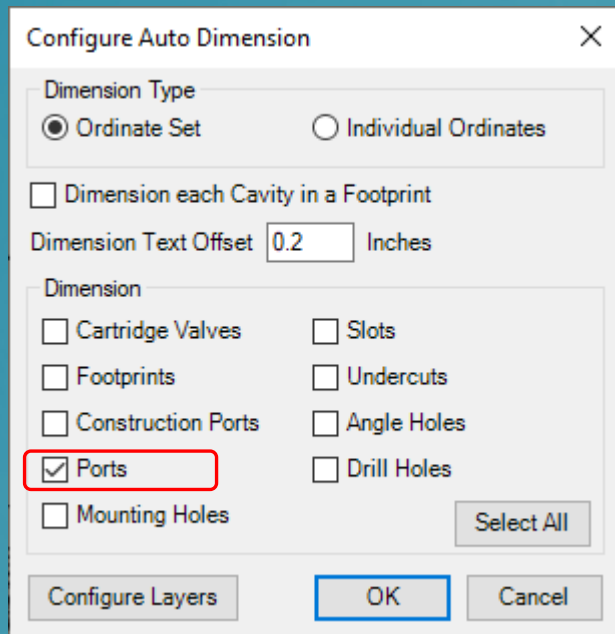 Configure Auto Dimension
Dimension Type
Ordinate Set Individual Ordinates
Dimension each Cavity in a Footprint
Dimension Text Offset 0.2 Inches
Dimension
Cartridge Valves Slots
Footprints Undercuts
Construction Ports Angle Holes
Ports Drill Holes
Mounting Holes Select All
Configure Layers OK Cancel